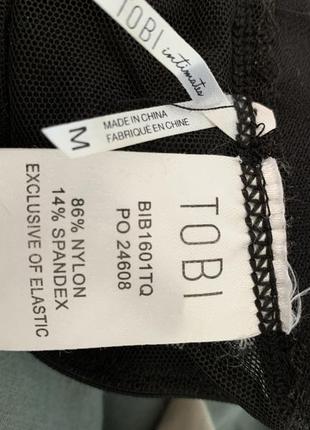 TOBI
intimates
M
MADE IN CHINA
FABRIQUÉ EN CHINE
TOBI
BIB1601TQ
PO 24608
86% NYLON
14% SPANDEX
EXCLUSIVE OF ELASTIC